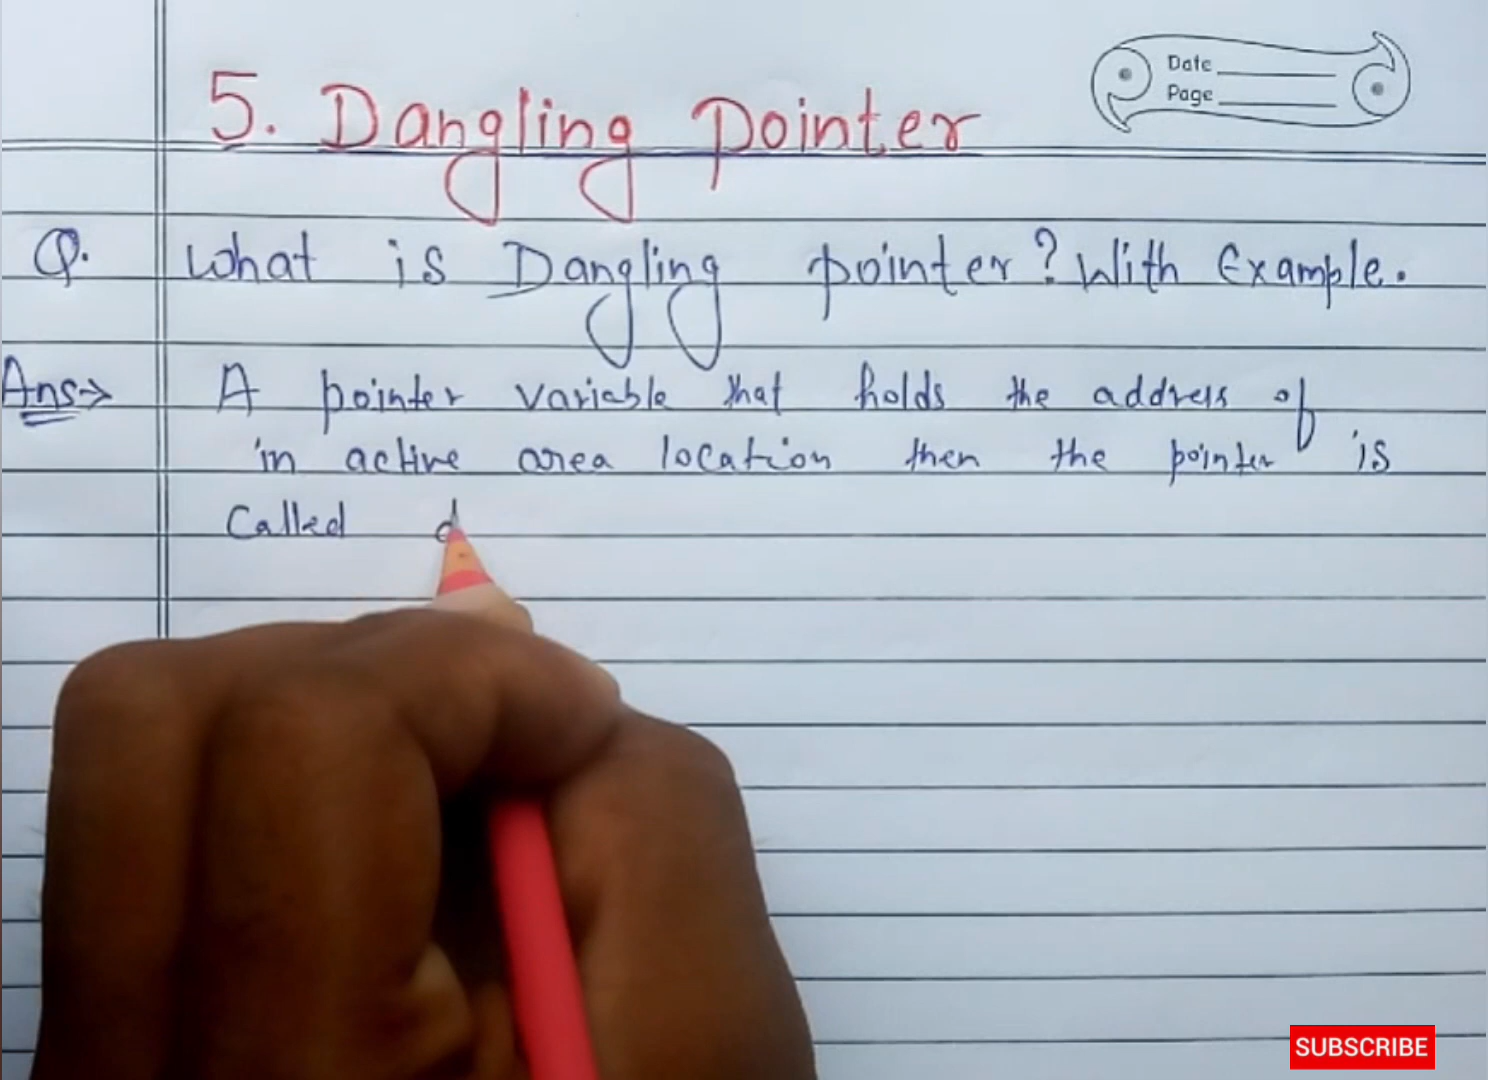 Date
Page
5. Dangling pointer
Q. What is Dangling pointer? With Example.
Ans-> A pointer variable that holds the address of
in active area location then the pointer is
Called d
SUBSCRIBE